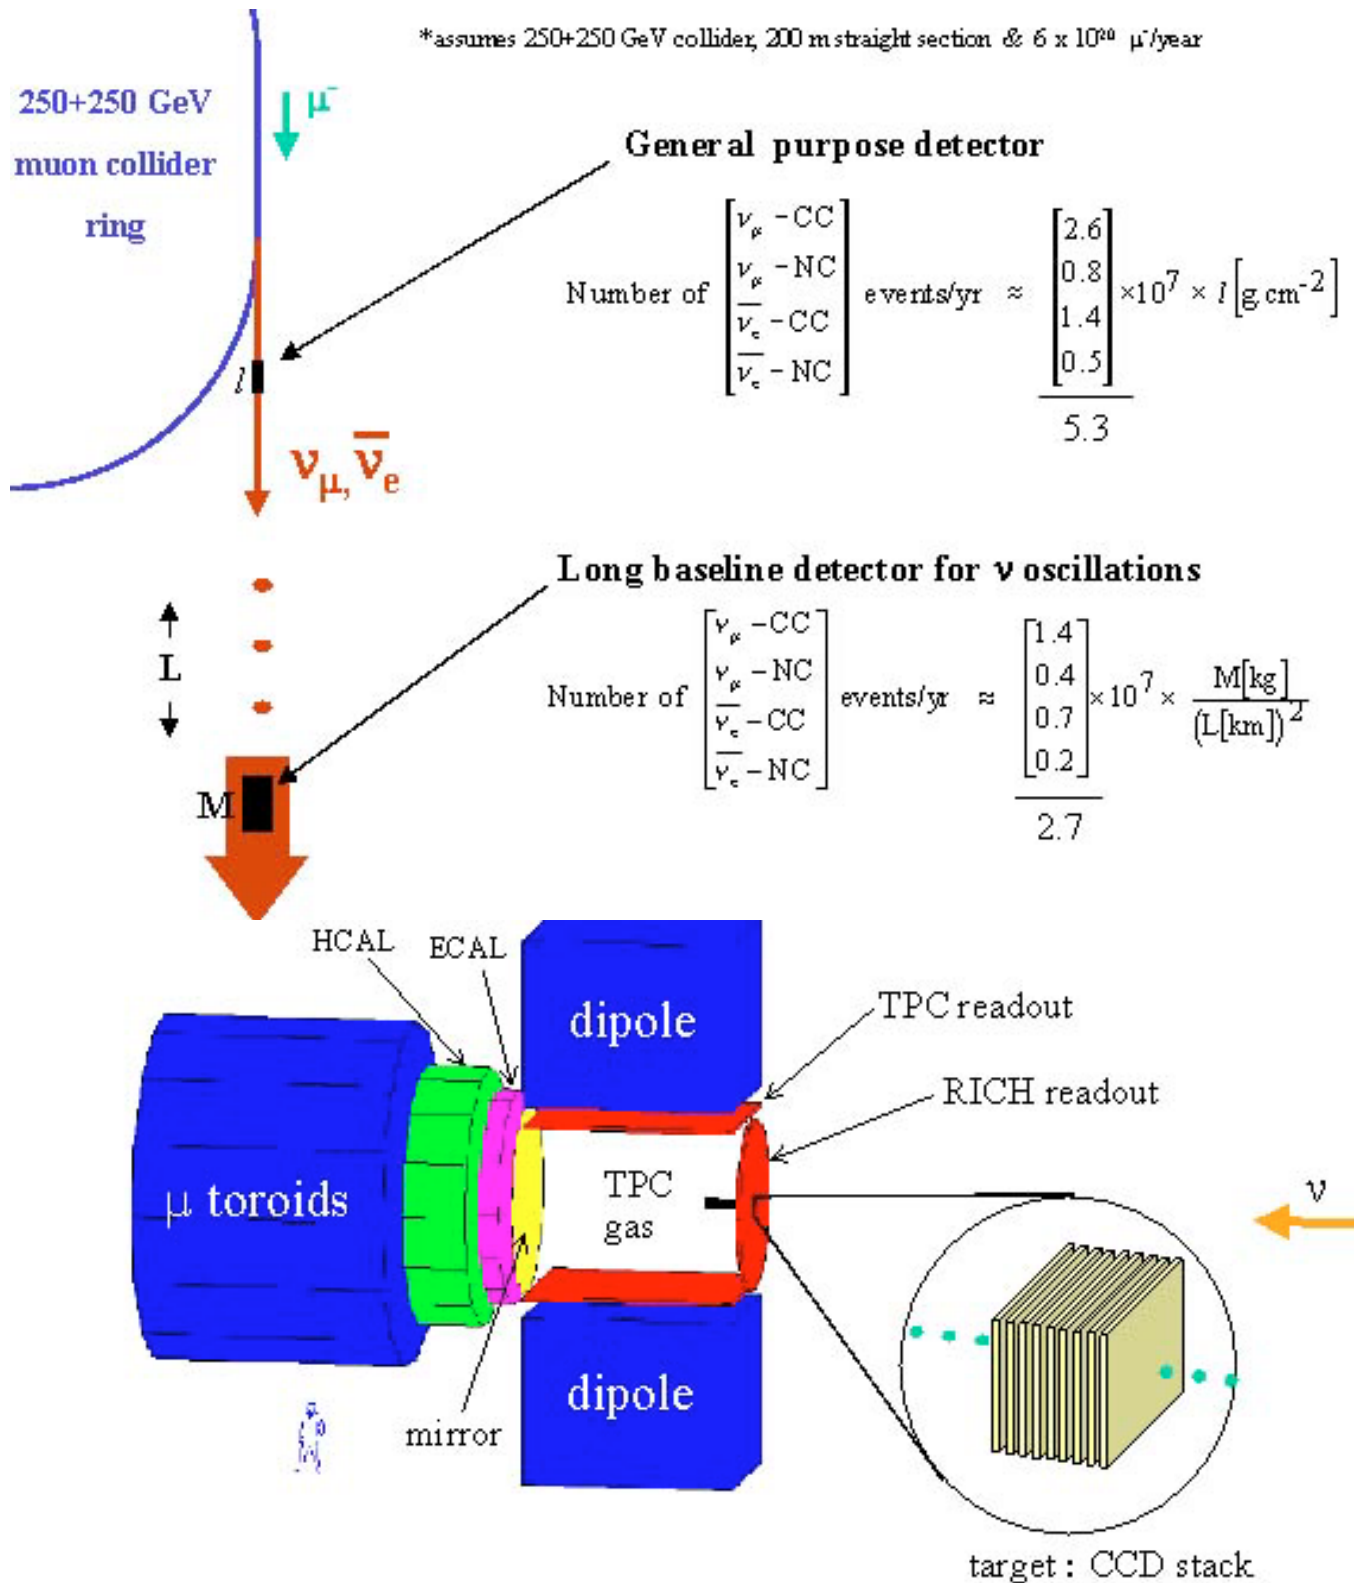 *assumes 250+250 GeV collider, 200 m straight section & 6 x 10²⁰ μ⁻/year
250+250 GeV
muon collider
ring
μ⁻
General purpose detector
Number of [ν_μ – CC ν_μ – NC ν̅_e – CC ν̅_e – NC] events/yr ≈ [2.6 0.8 1.4 0.5] ×10⁷ × l [g.cm⁻²]
5.3
l
ν_μ, ν̅_e
Long baseline detector for ν oscillations
Number of [ν_μ – CC ν_μ – NC ν̅_e – CC ν̅_e – NC] events/yr ≈ [1.4 0.4 0.7 0.2] × 10⁷ × M[kg] / (L[km])²
2.7
L
M
HCAL
ECAL
dipole
TPC readout
RICH readout
μ toroids
TPC
gas
ν
dipole
mirror
target : CCD stack